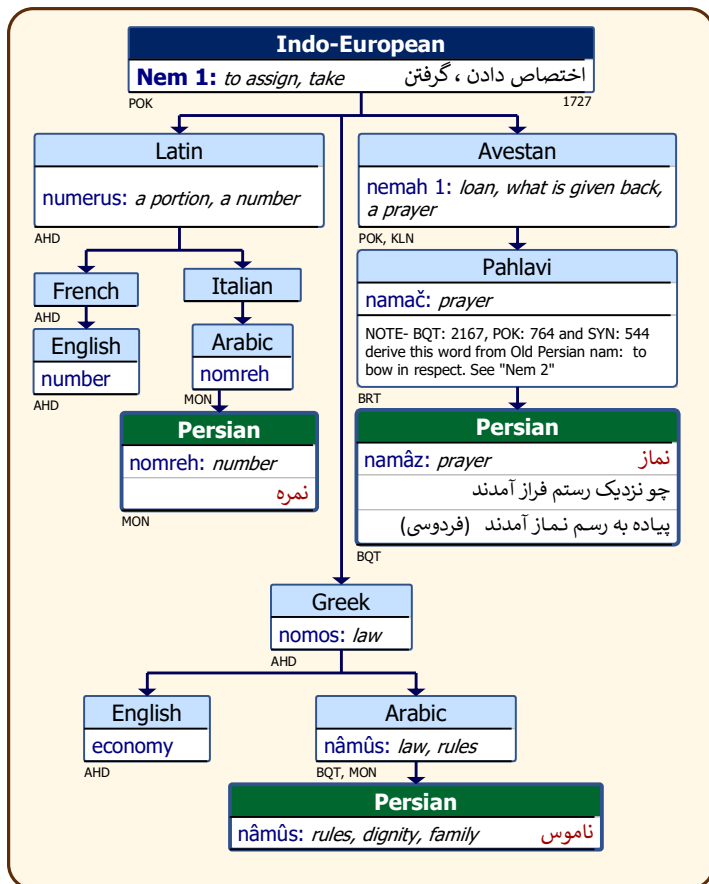 Indo-European
Nem 1: to assign, take اختصاص دادن ، گرفتن
POK 1727
Latin
numerus: a portion, a number
AHD
Avestan
nemah 1: loan, what is given back,
a prayer
POK, KLN
French
AHD
Italian
Pahlavi
namač: prayer
NOTE- BQT: 2167, POK: 764 and SYN: 544
derive this word from Old Persian nam: to
bow in respect. See "Nem 2"
BRT
English
number
AHD
Arabic
nomreh
MON
Persian
nomreh: number
نمره
MON
Persian
namâz: prayer نماز
چو نزدیک رستم فراز آمدند
پیاده به رسم نماز آمدند (فردوسی)
BQT
Greek
nomos: law
AHD
English
economy
AHD
Arabic
nâmûs: law, rules
BQT, MON
Persian
nâmûs: rules, dignity, family ناموس